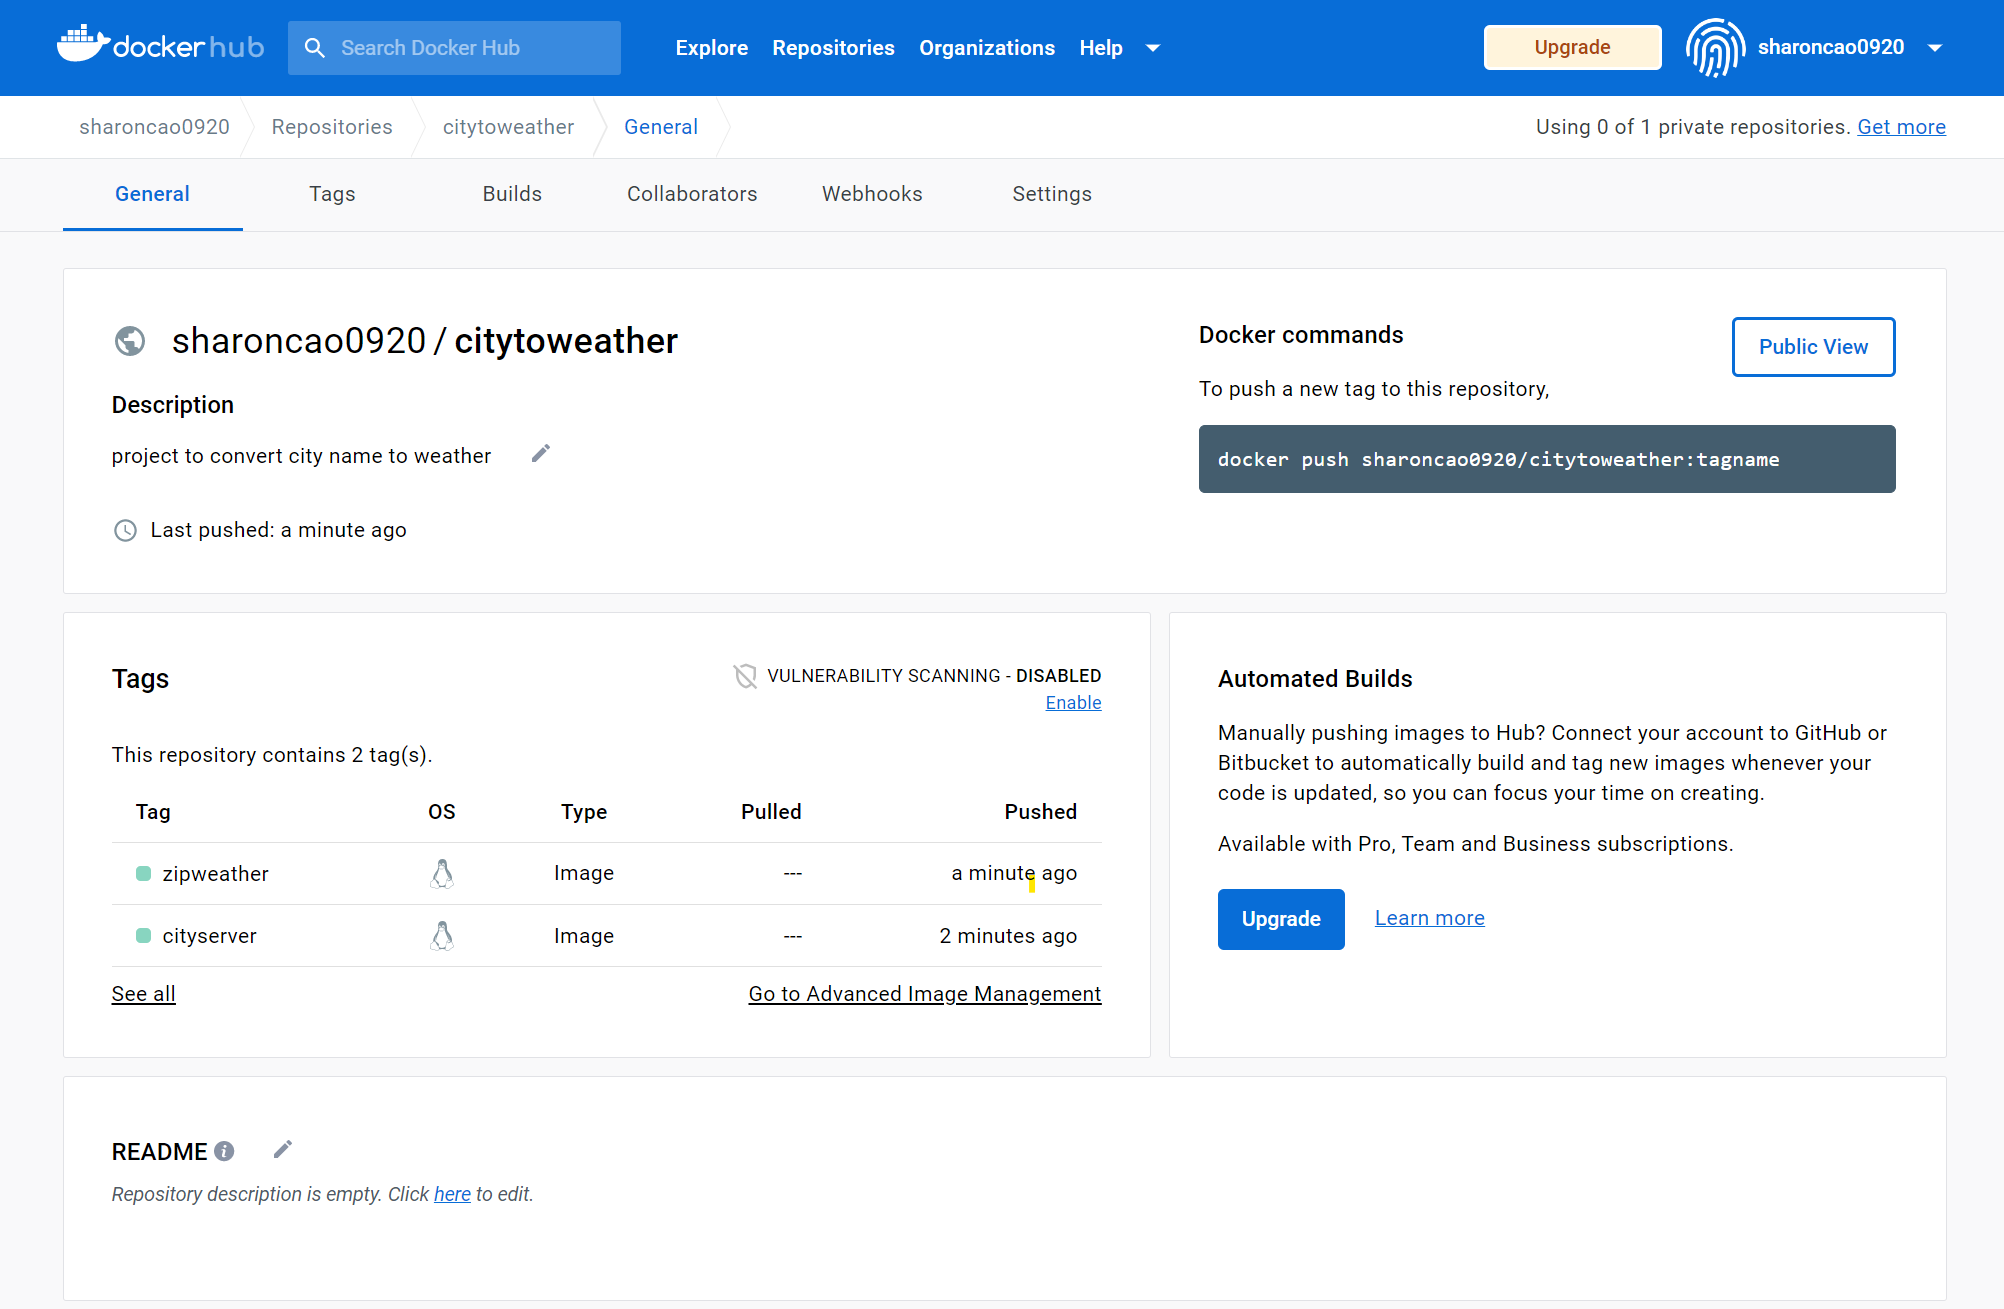 docker hub
Search Docker Hub
Explore Repositories Organizations Help
Upgrade
sharoncao0920
sharoncao0920 Repositories citytoweather General
Using 0 of 1 private repositories. Get more
General Tags Builds Collaborators Webhooks Settings
sharoncao0920 / citytoweather
Description
project to convert city name to weather
Last pushed: a minute ago
Docker commands
Public View
To push a new tag to this repository,
docker push sharoncao0920/citytoweather:tagname
Tags
VULNERABILITY SCANNING - DISABLED
Enable
This repository contains 2 tag(s).
Tag OS Type Pulled Pushed
zipweather Image --- a minute ago
cityserver Image --- 2 minutes ago
See all
Go to Advanced Image Management
Automated Builds
Manually pushing images to Hub? Connect your account to GitHub or
Bitbucket to automatically build and tag new images whenever your
code is updated, so you can focus your time on creating.
Available with Pro, Team and Business subscriptions.
Upgrade Learn more
README i
Repository description is empty. Click here to edit.